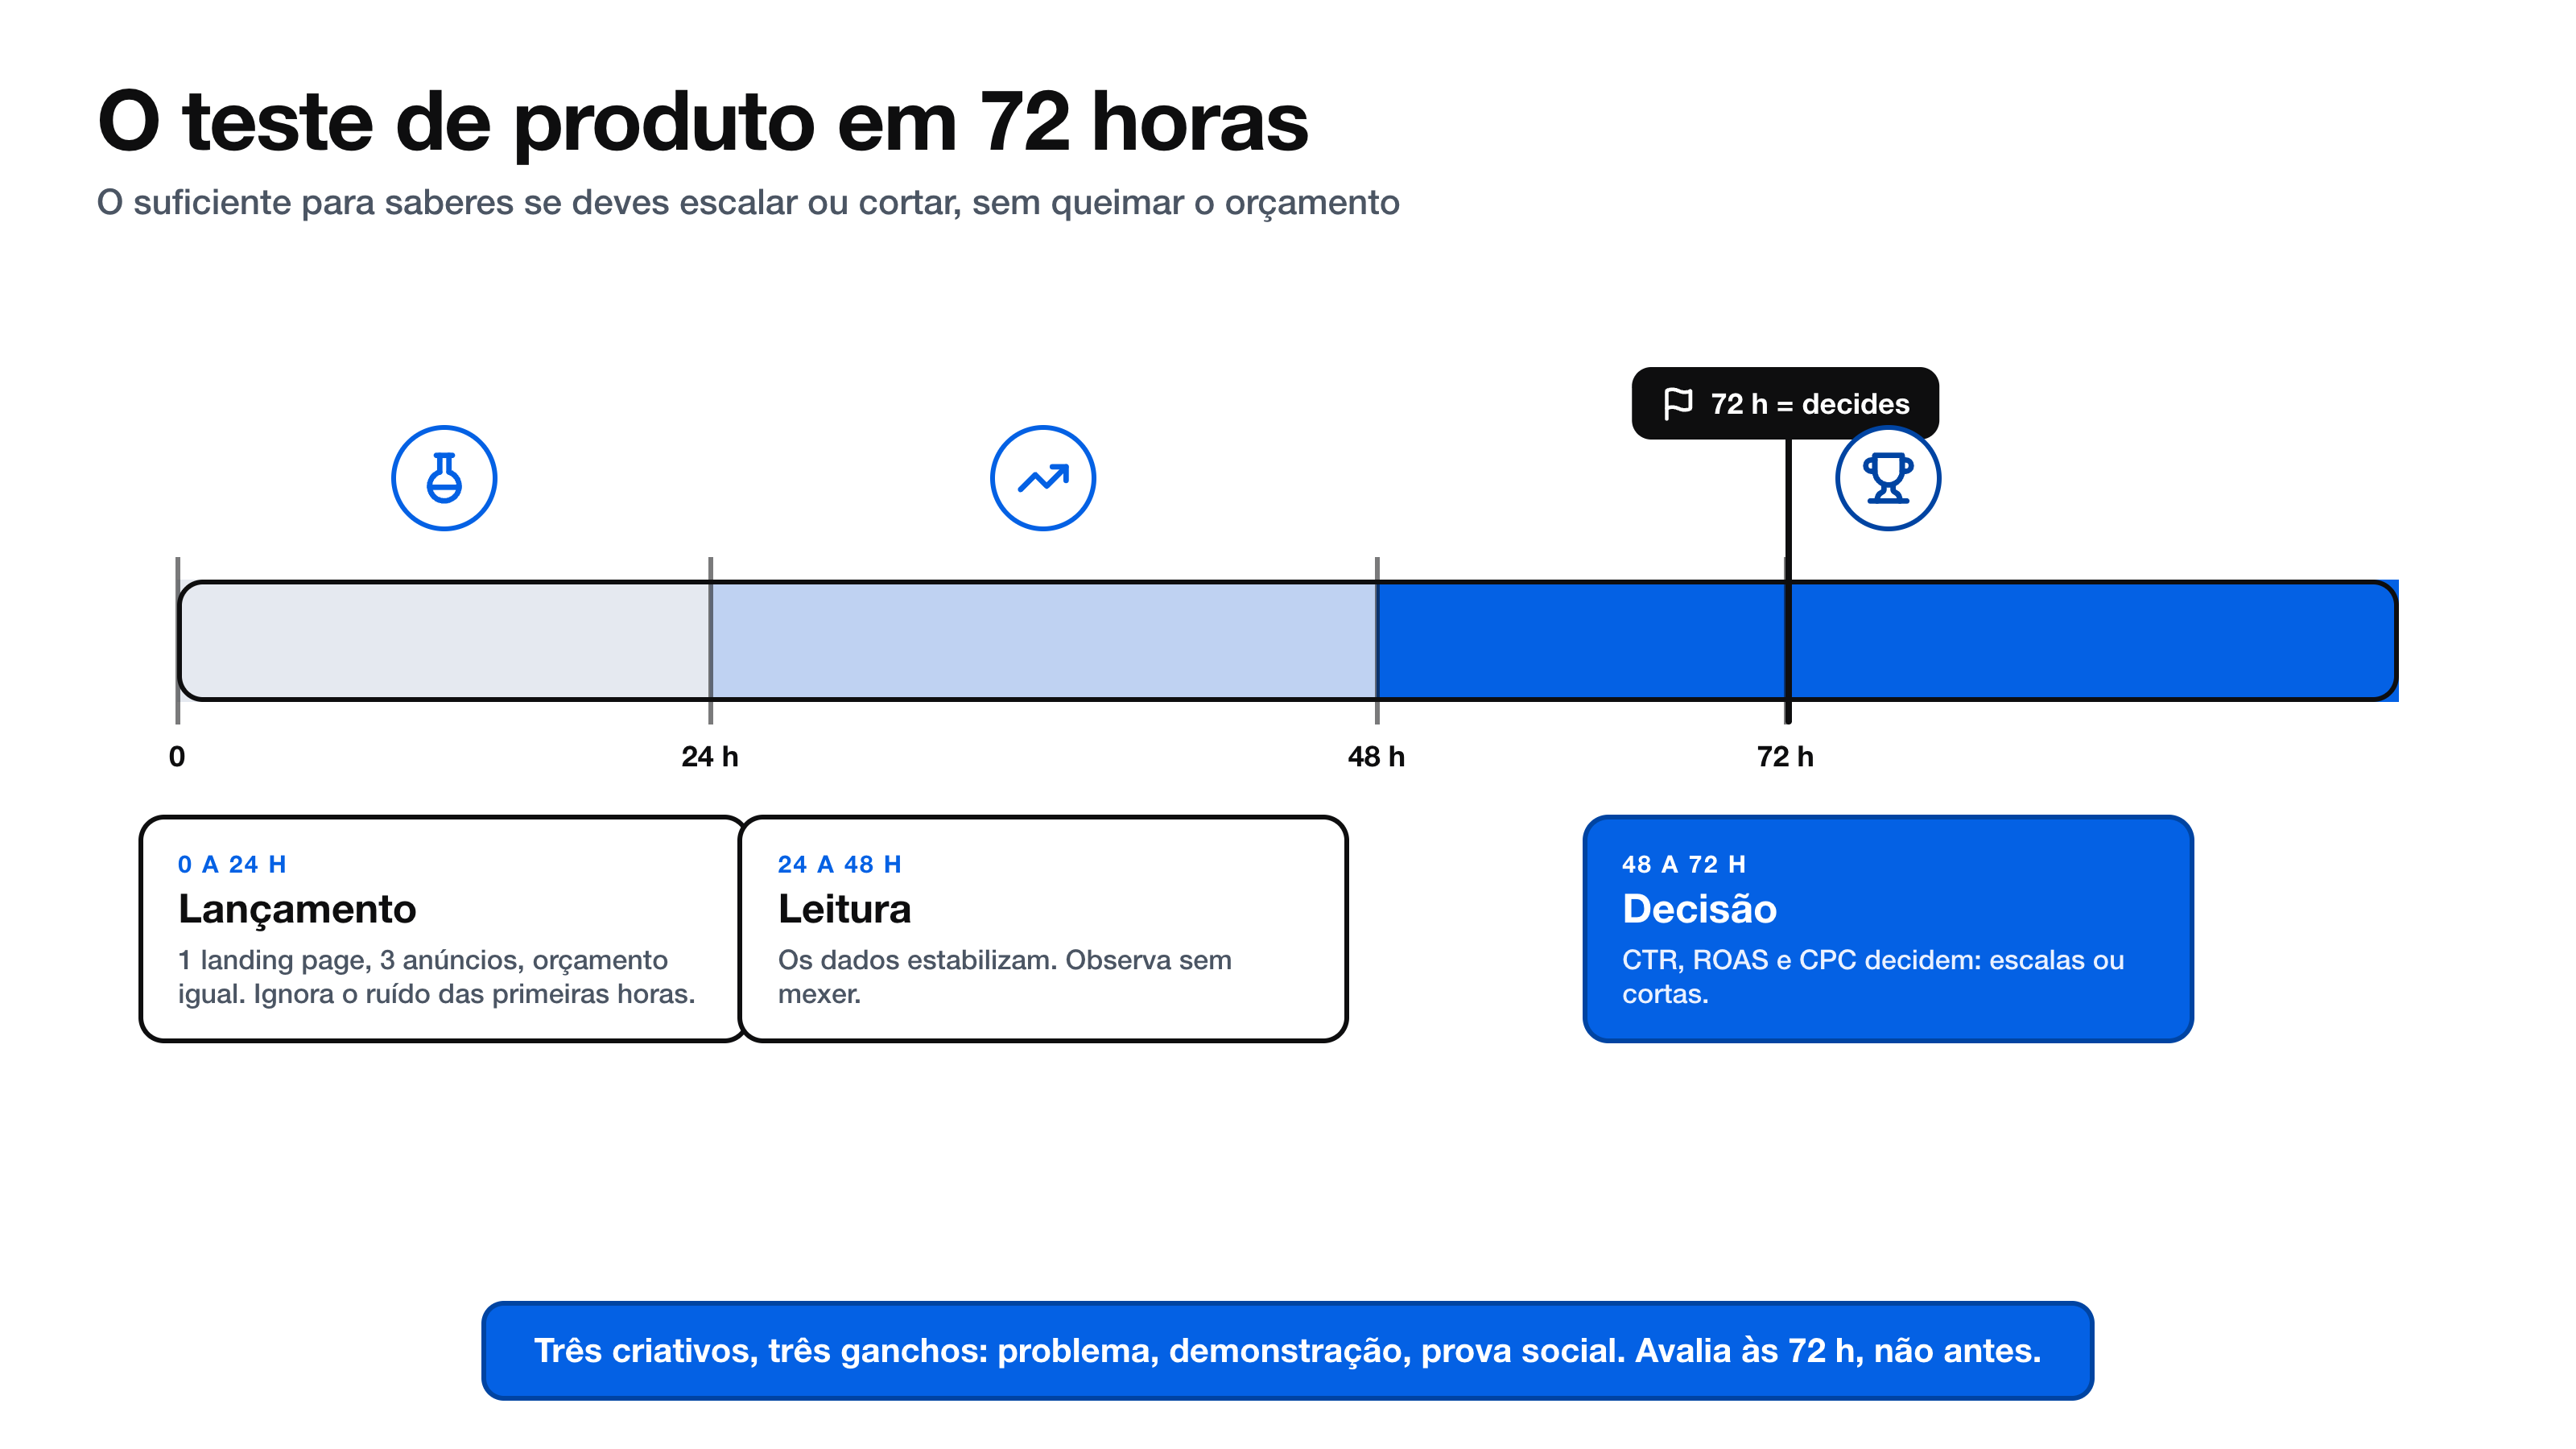 O teste de produto em 72 horas
O suficiente para saberes se deves escalar ou cortar, sem queimar o orçamento
72 h = decides
0
24 h
48 h
72 h
0 A 24 H
Lançamento
1 landing page, 3 anúncios, orçamento
igual. Ignora o ruído das primeiras horas.
24 A 48 H
Leitura
Os dados estabilizam. Observa sem
mexer.
48 A 72 H
Decisão
CTR, ROAS e CPC decidem: escalas ou
cortas.
Três criativos, três ganchos: problema, demonstração, prova social. Avalia às 72 h, não antes.